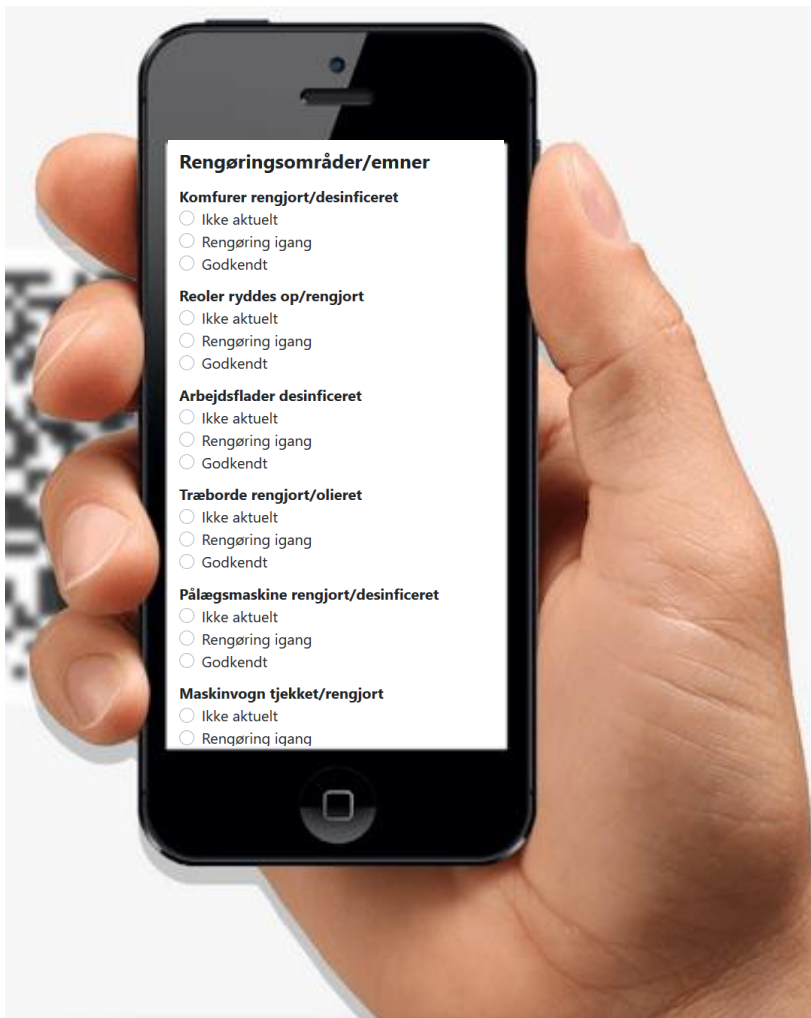 Rengøringsområder/emner
Komfurer rengjort/desinficeret
Ikke aktuelt
Rengøring igang
Godkendt
Reoler ryddes op/rengjort
Ikke aktuelt
Rengøring igang
Godkendt
Arbejdsflader desinficeret
Ikke aktuelt
Rengøring igang
Godkendt
Træborde rengjort/olieret
Ikke aktuelt
Rengøring igang
Godkendt
Pålægsmaskine rengjort/desinficeret
Ikke aktuelt
Rengøring igang
Godkendt
Maskinvogn tjekket/rengjort
Ikke aktuelt
Rengøring igang